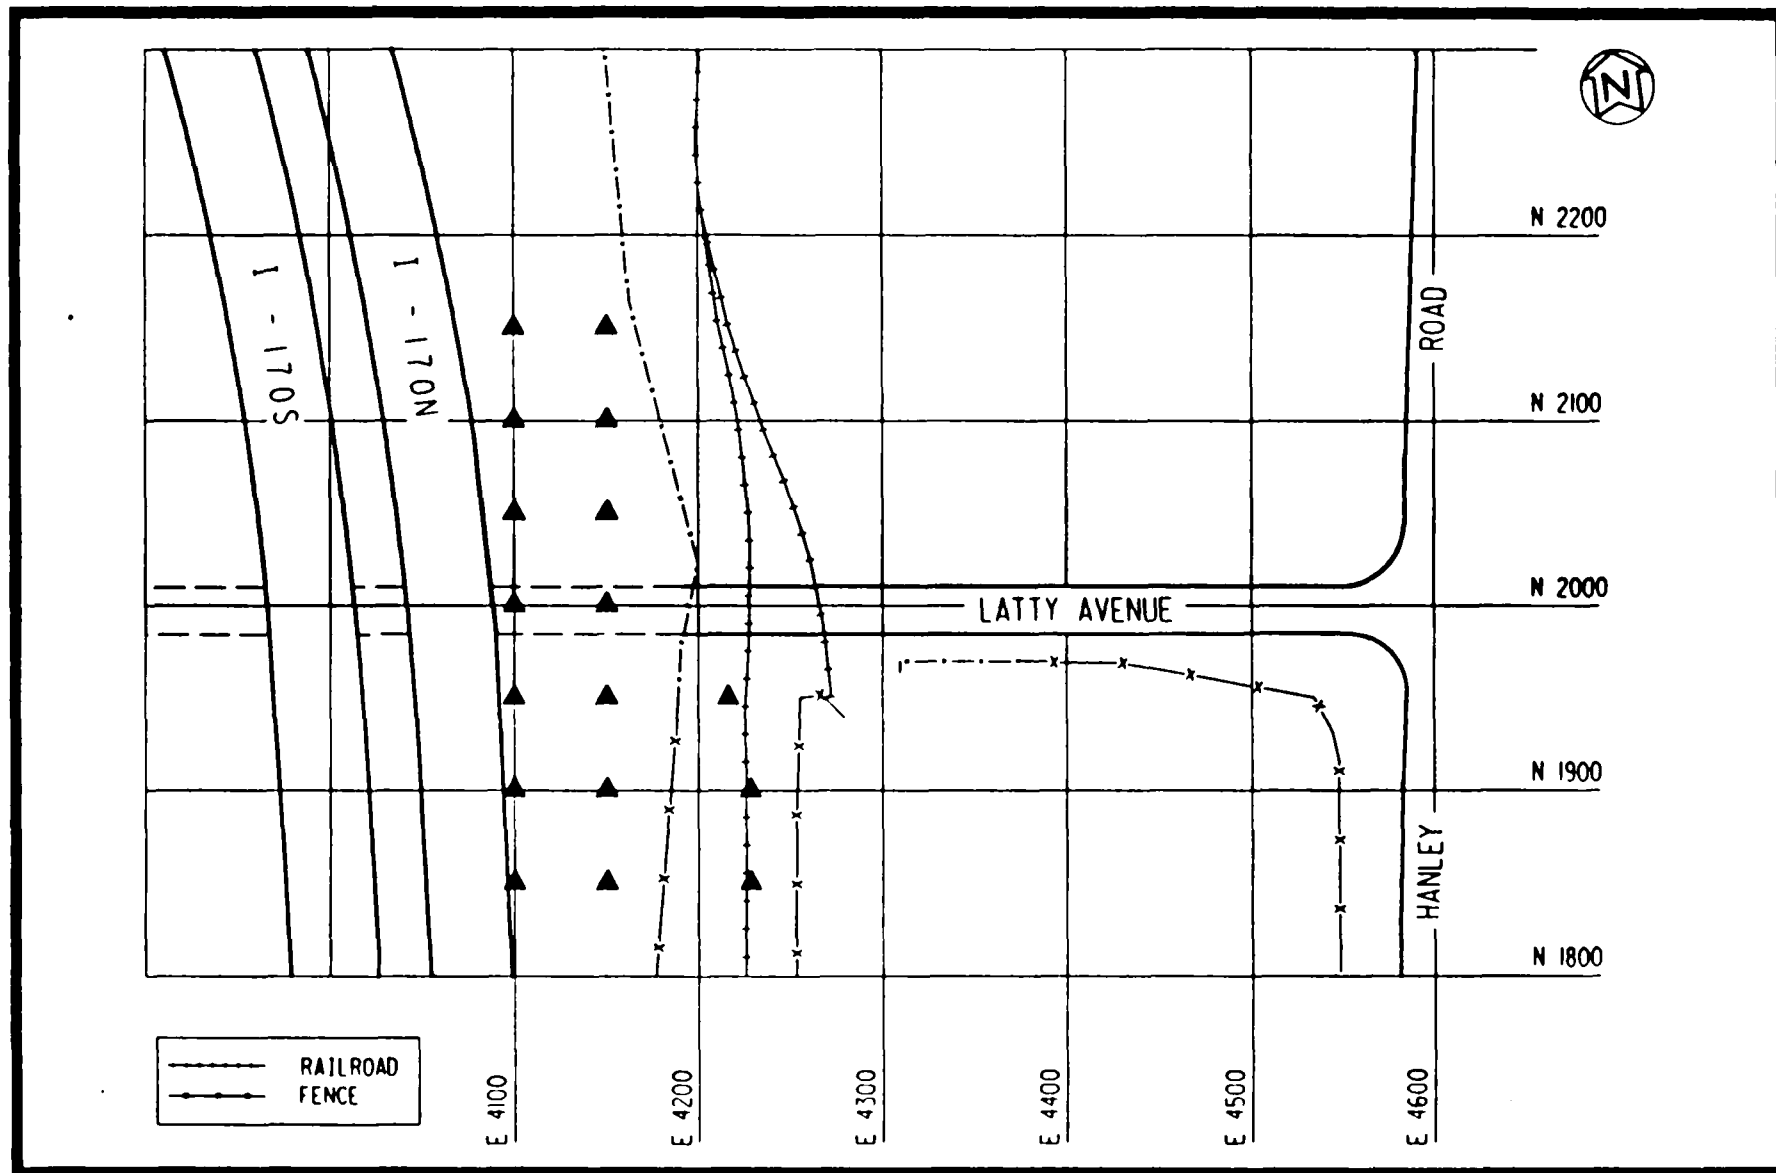 N
N 2200
I - 170S
I - 170N
ROAD
N 2100
N 2000
LATTY AVENUE
N 1900
HANLEY
N 1800
RAILROAD
FENCE
E 4100
E 4200
E 4300
E 4400
E 4500
E 4600